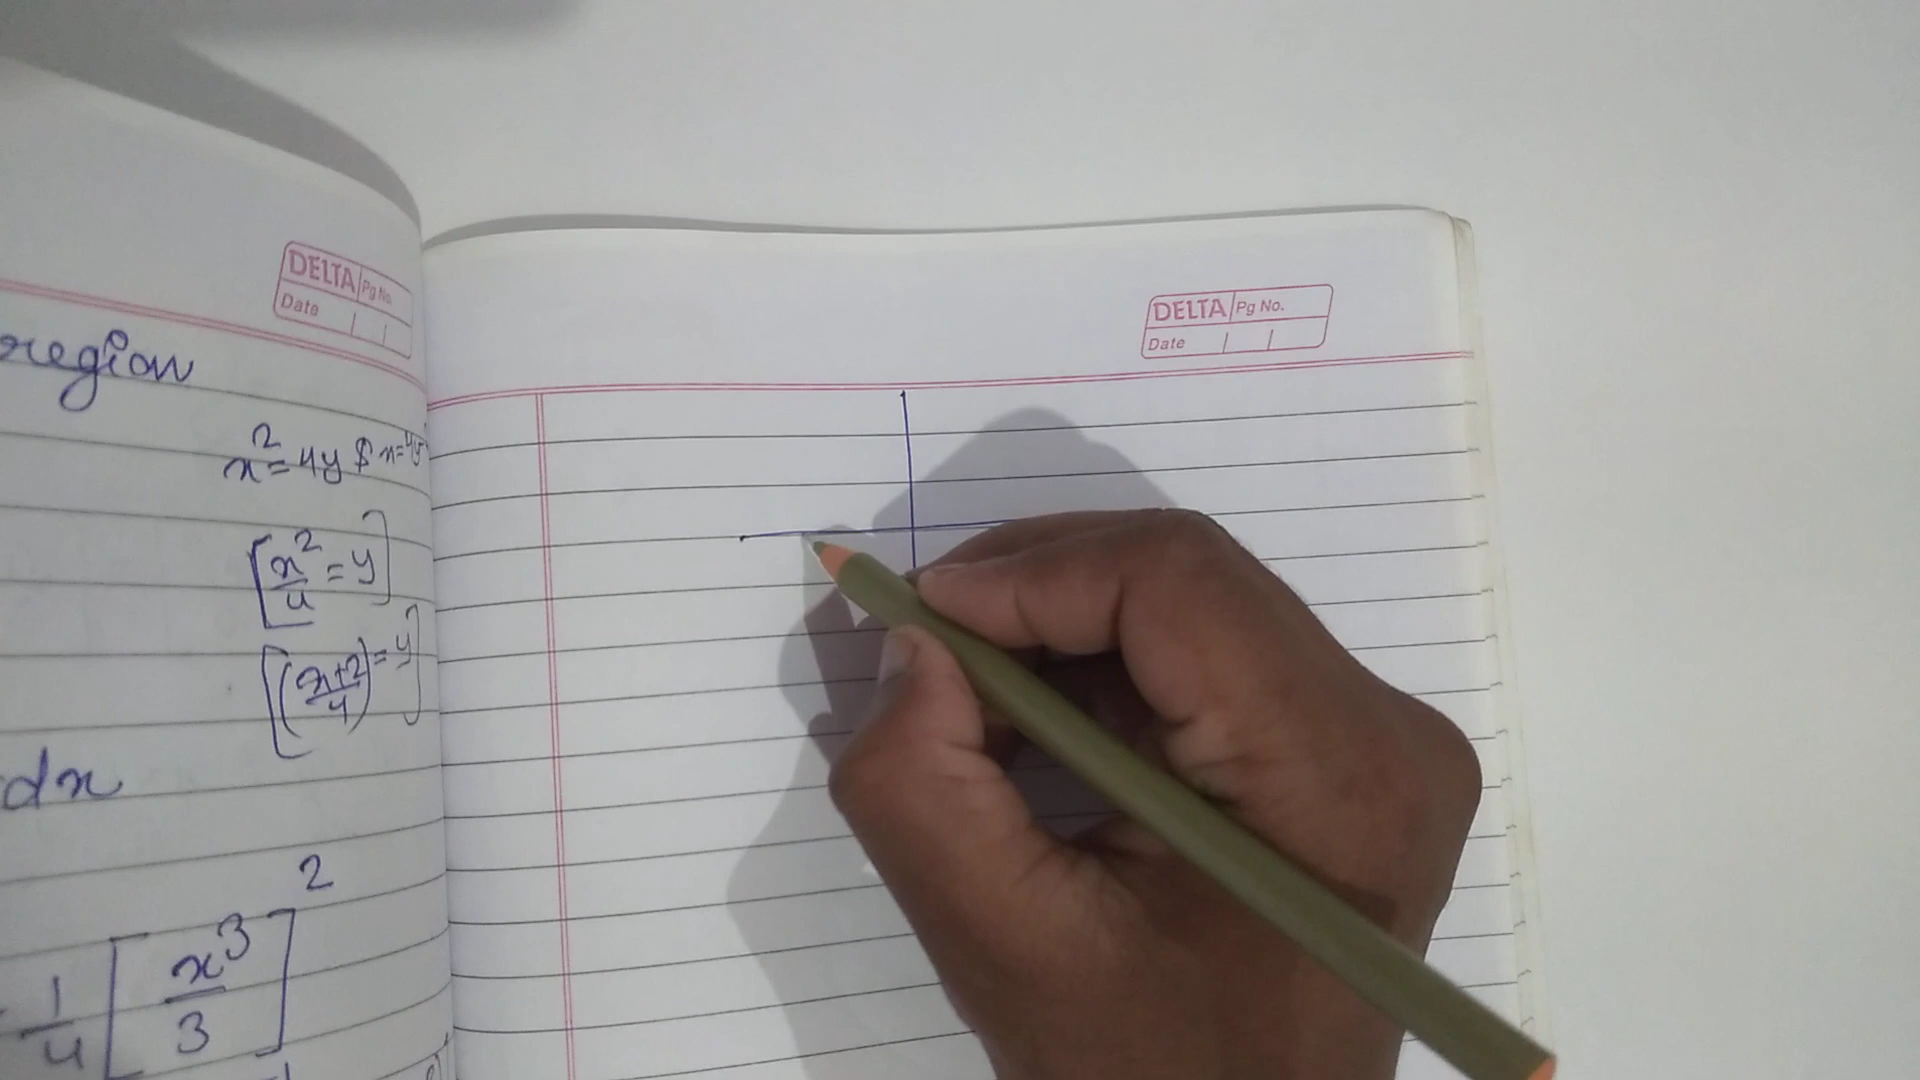 DELTA Pg No.
Date
region
x² = 4y $ x = 4y
[x²/4 = y]
[(x+2/4) = y]
dx
1/4 [x³/3]²
DELTA Pg No.
Date